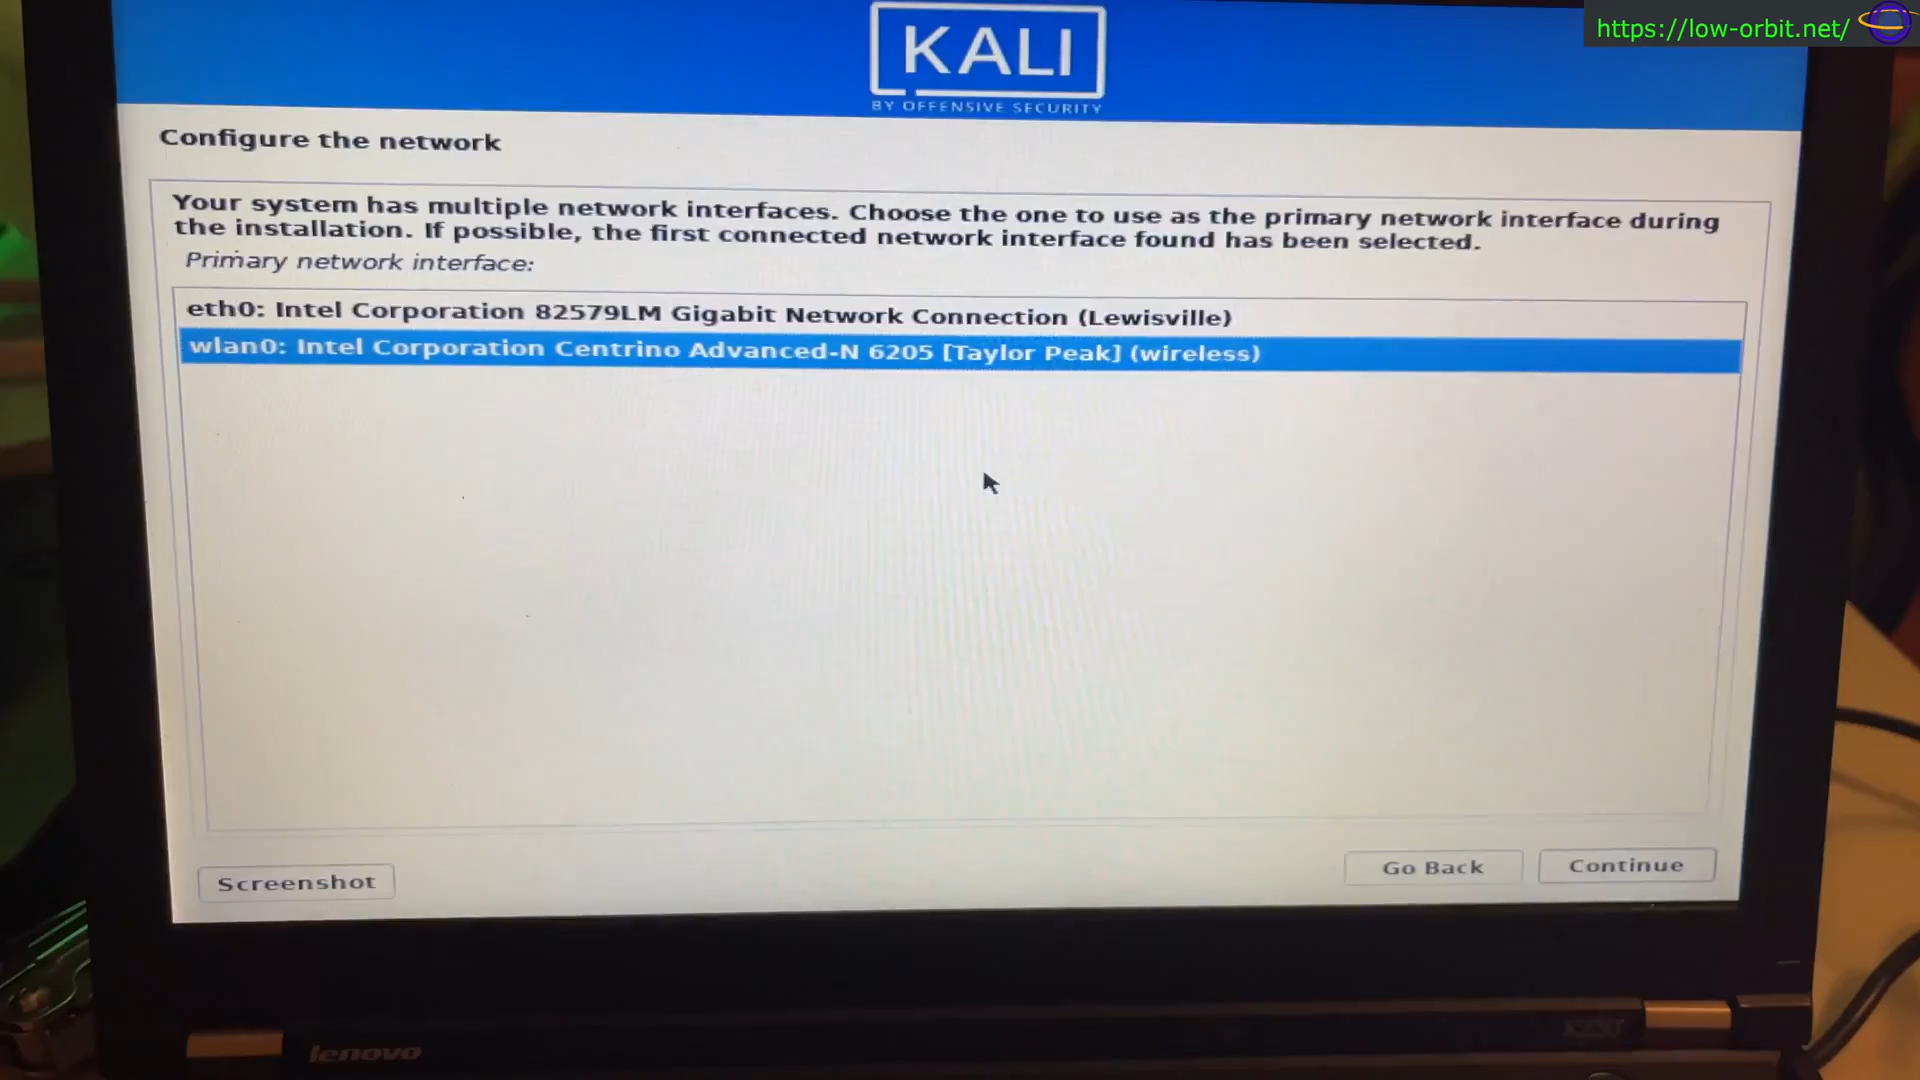 https://low-orbit.net/
KALI
BY OFFENSIVE SECURITY
Configure the network
Your system has multiple network interfaces. Choose the one to use as the primary network interface during
the installation. If possible, the first connected network interface found has been selected.
Primary network interface:
eth0: Intel Corporation 82579LM Gigabit Network Connection (Lewisville)
wlan0: Intel Corporation Centrino Advanced-N 6205 [Taylor Peak] (wireless)
Screenshot
Go Back
Continue
lenovo